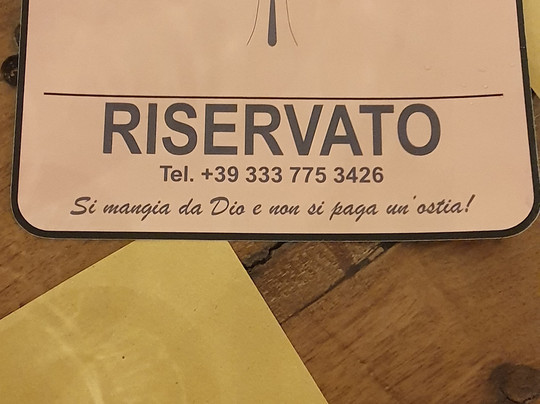 RISERVATO
Tel. +39 333 775 3426
Si mangia da Dio e non si paga un'ostia!